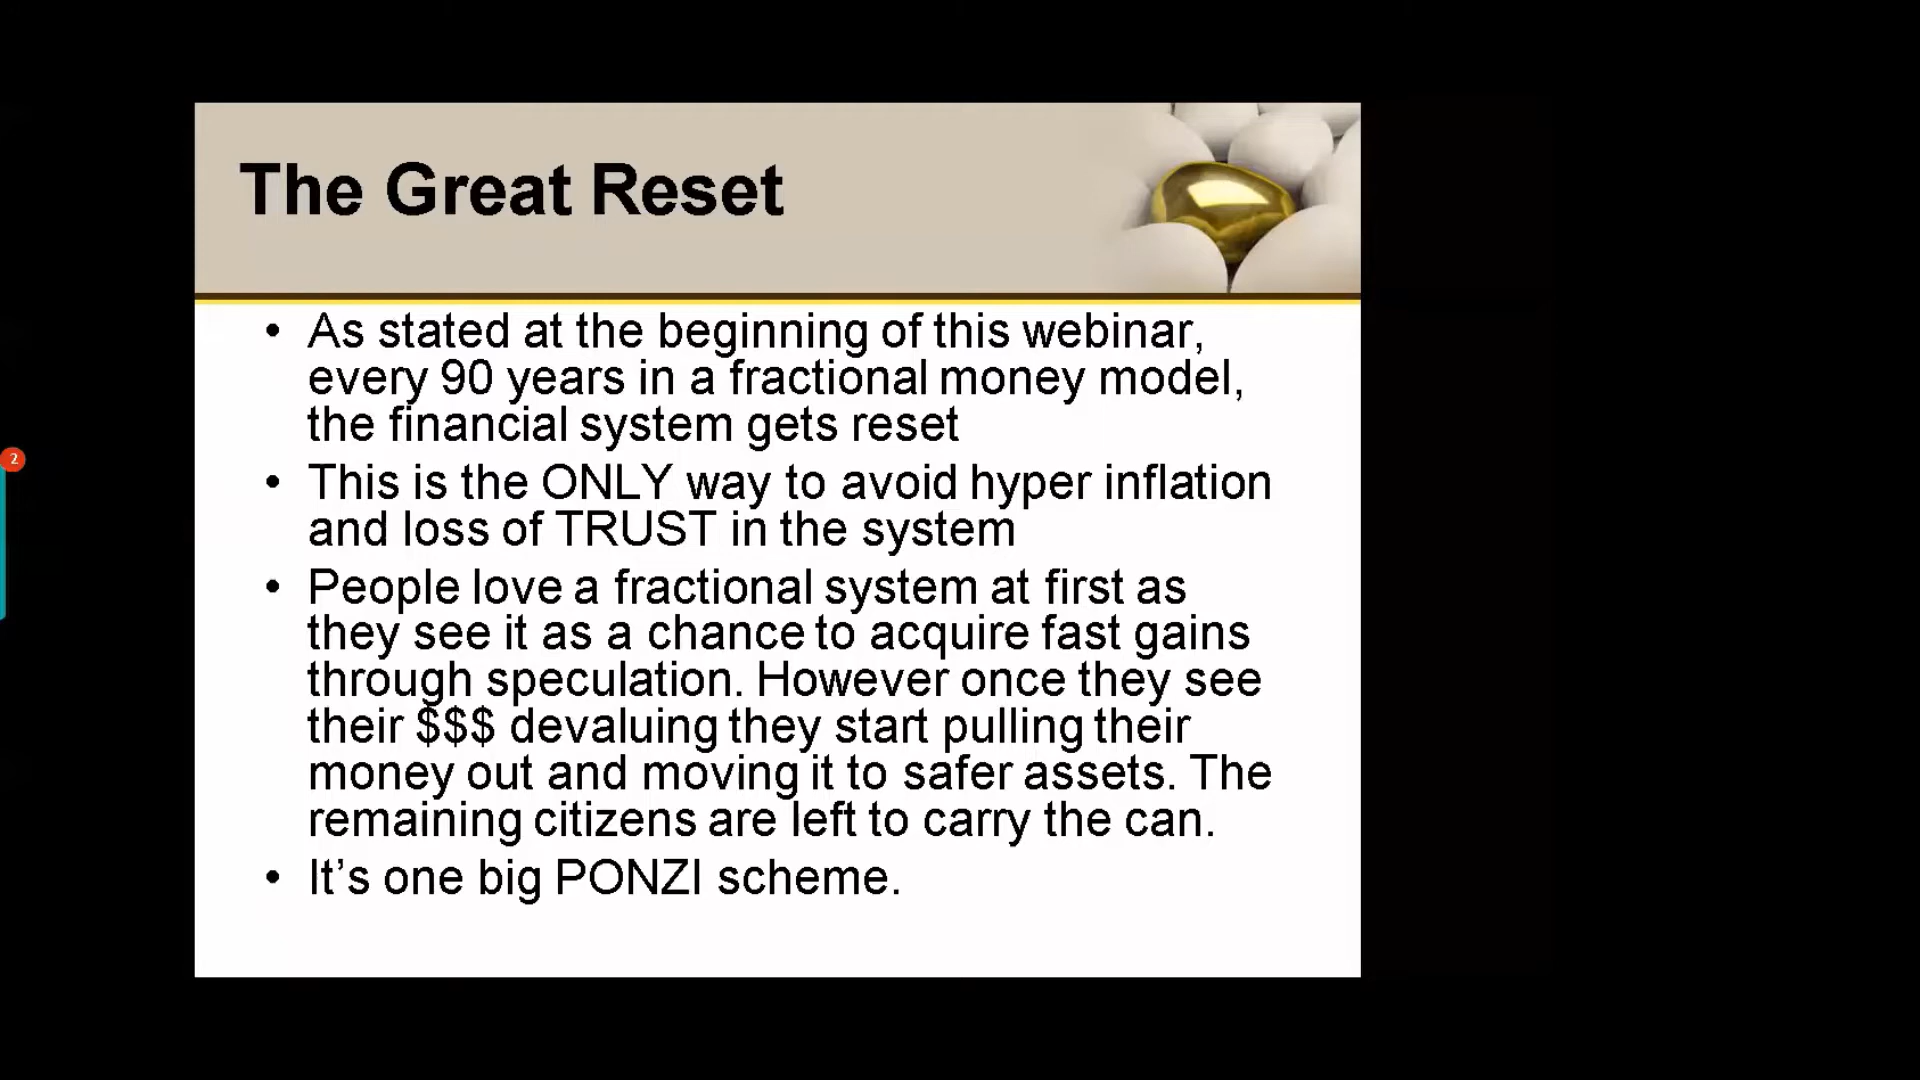 The Great Reset
• As stated at the beginning of this webinar,
every 90 years in a fractional money model,
the financial system gets reset
• This is the ONLY way to avoid hyper inflation
and loss of TRUST in the system
• People love a fractional system at first as
they see it as a chance to acquire fast gains
through speculation. However once they see
their $$$ devaluing they start pulling their
money out and moving it to safer assets. The
remaining citizens are left to carry the can.
• It’s one big PONZI scheme.
2